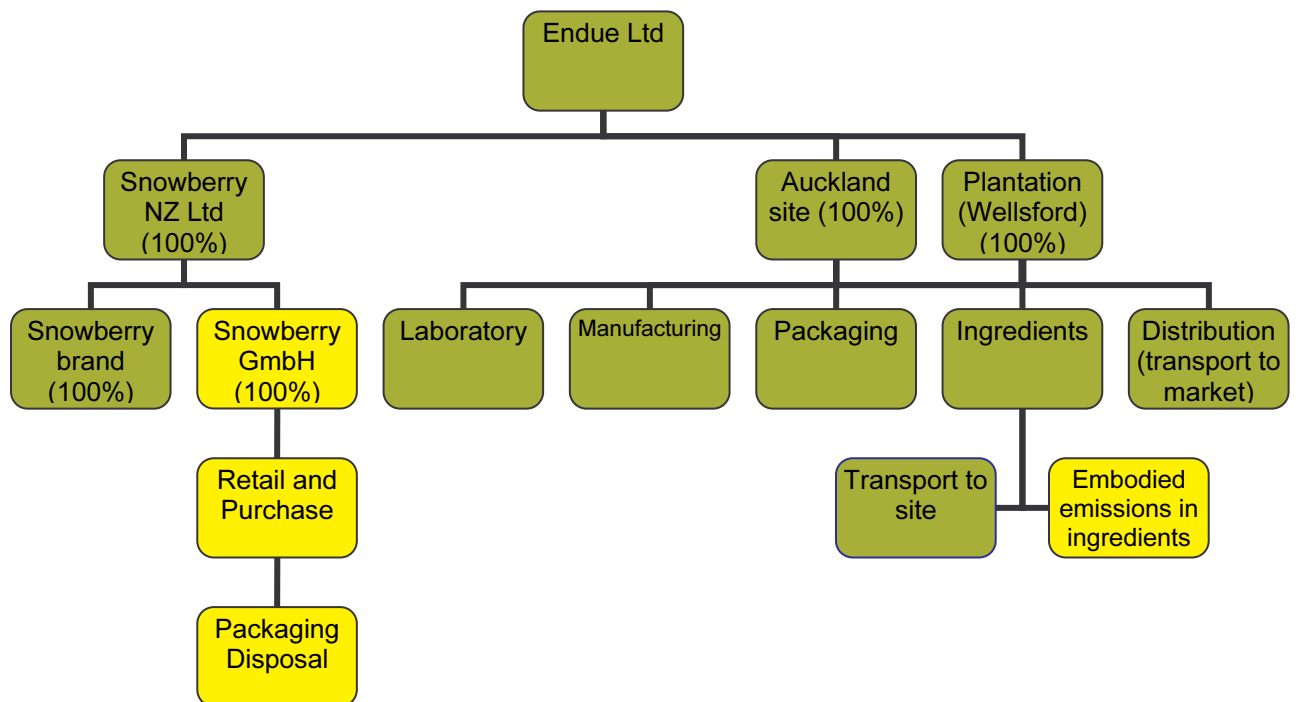 Endue Ltd
Snowberry
NZ Ltd
(100%)
Auckland
site (100%)
Plantation
(Wellsford)
(100%)
Snowberry
brand
(100%)
Snowberry
GmbH
(100%)
Laboratory
Manufacturing
Packaging
Ingredients
Distribution
(transport to
market)
Retail and
Purchase
Transport to
site
Embodied
emissions in
ingredients
Packaging
Disposal